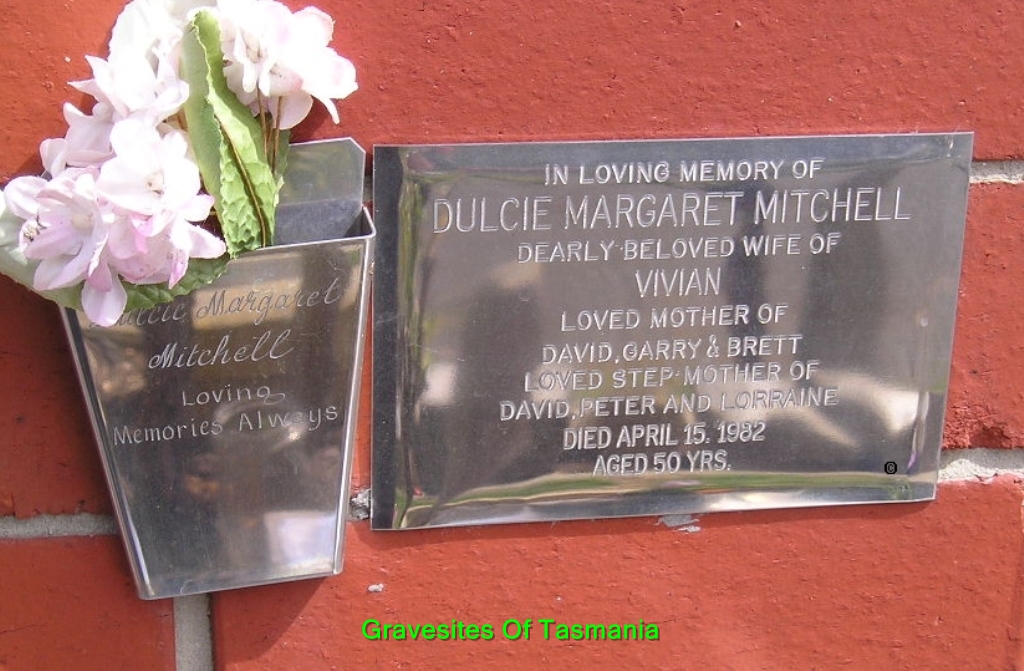 Dulcie Margaret
Mitchell
Loving
Memories Always
IN LOVING MEMORY OF
DULCIE MARGARET MITCHELL
DEARLY BELOVED WIFE OF
VIVIAN
LOVED MOTHER OF
DAVID, GARRY & BRETT
LOVED STEP-MOTHER OF
DAVID, PETER AND LORRAINE
DIED APRIL 15. 1982
AGED 50 YRS.
©
Gravesites Of Tasmania